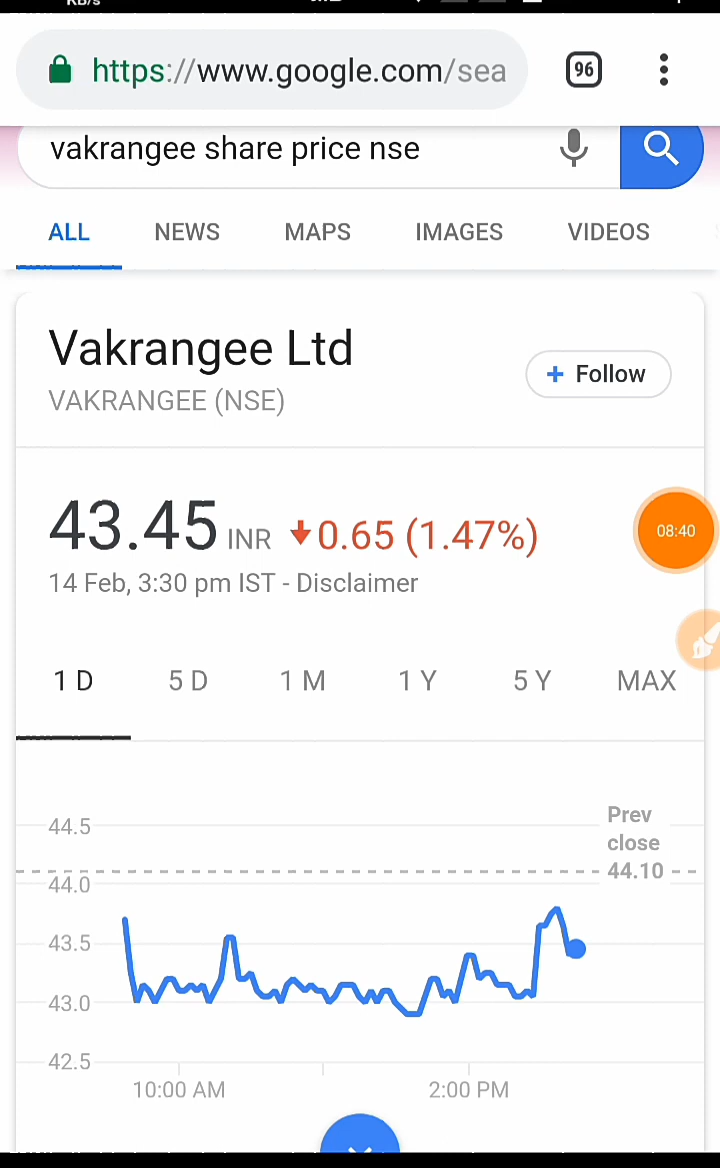 KB/s
https://www.google.com/sea
96
vakrangee share price nse
ALL NEWS MAPS IMAGES VIDEOS
Vakrangee Ltd
+ Follow
VAKRANGEE (NSE)
43.45 INR 0.65 (1.47%)
08:40
14 Feb, 3:30 pm IST - Disclaimer
1 D 5 D 1 M 1 Y 5 Y MAX
Prev
close
44.10
44.5
44.0
43.5
43.0
42.5
10:00 AM 2:00 PM